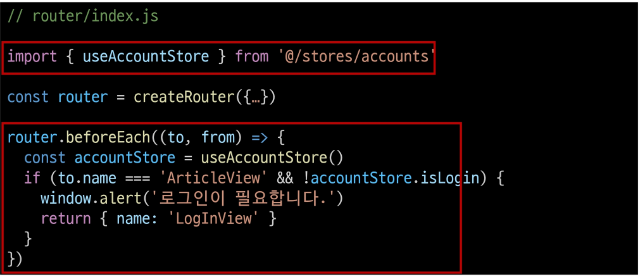 // router/index.js
import { useAccountStore } from '@/stores/accounts'
const router = createRouter({…})
router.beforeEach((to, from) => {
  const accountStore = useAccountStore()
  if (to.name === 'ArticleView' && !accountStore.isLogin) {
    window.alert('로그인이 필요합니다.')
    return { name: 'LogInView' }
  }
})